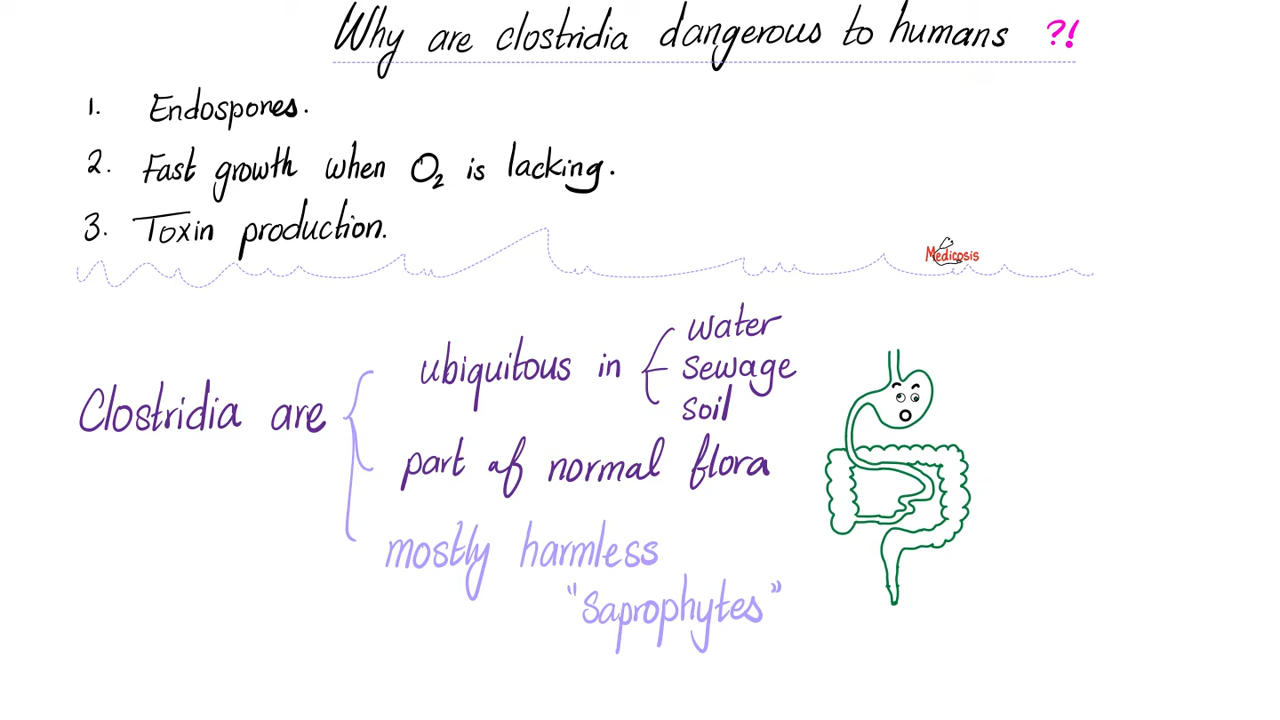 Why are clostridia dangerous to humans ?!
1. Endospores.
2. Fast growth when O₂ is lacking.
3. Toxin production.
Medicosis
Clostridia are
ubiquitous in
water
sewage
soil
part of normal flora
mostly harmless
"Saprophytes"